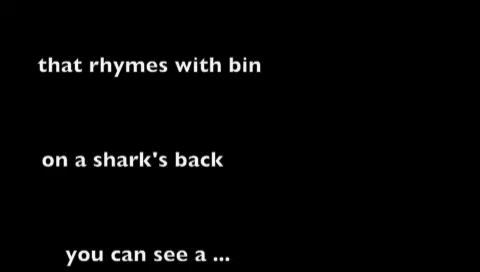 that rhymes with bin
on a shark's back
you can see a ...